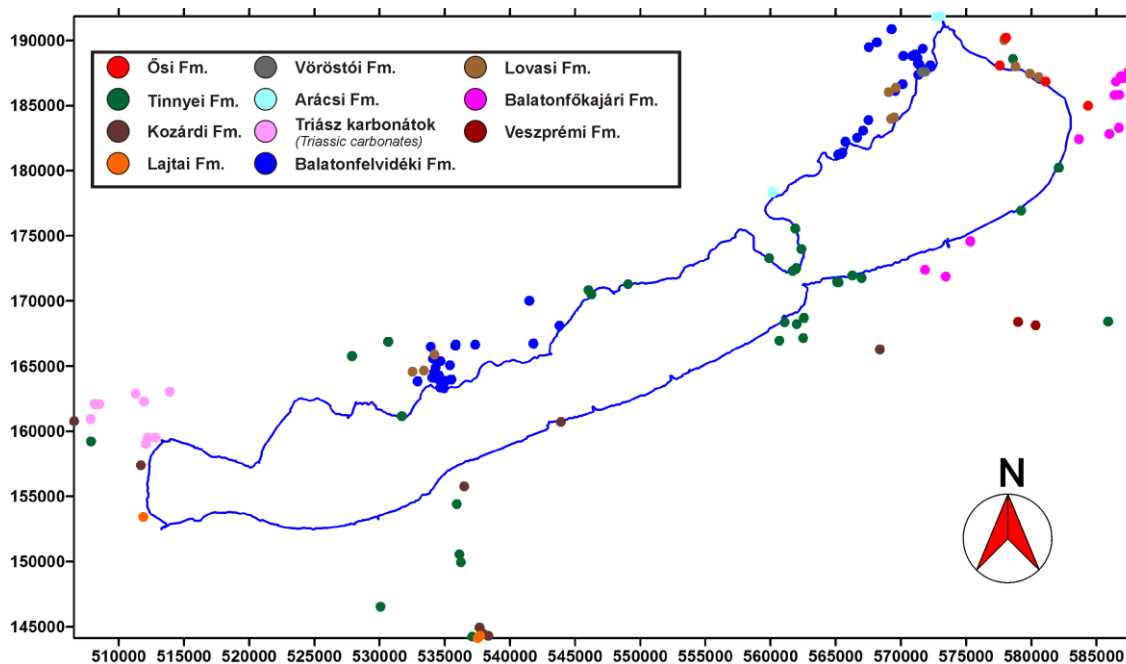 190000
185000
180000
175000
170000
165000
160000
155000
150000
145000
Ősi Fm.
Tinnyei Fm.
Kozárdi Fm.
Lajtai Fm.
Vöröstói Fm.
Arácsi Fm.
Triász karbonátok
(Triassic carbonates)
Balatonfelvidéki Fm.
Lovasi Fm.
Balatonfőkajári Fm.
Veszprémi Fm.
N
510000 515000 520000 525000 530000 535000 540000 545000 550000 555000 560000 565000 570000 575000 580000